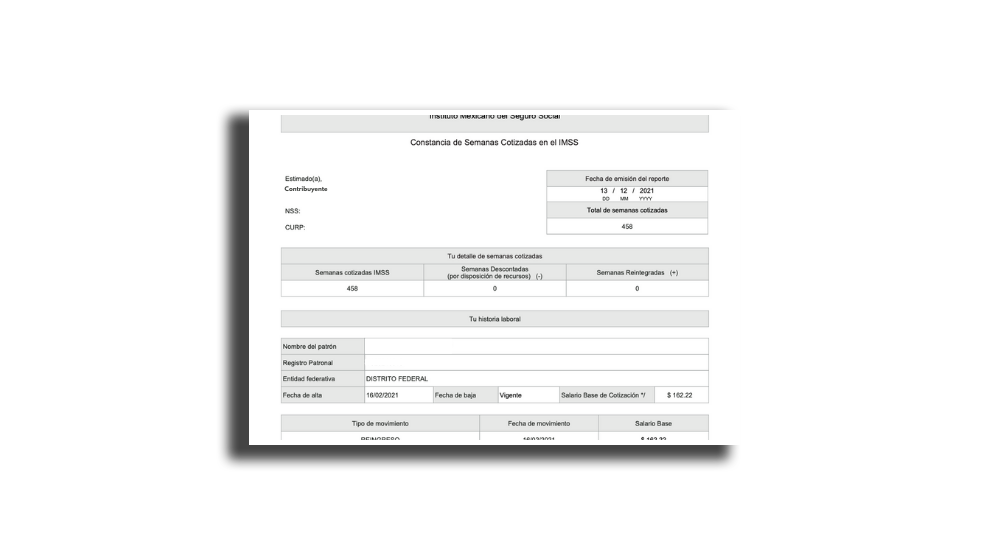 Instituto Mexicano del Seguro Social
Constancia de Semanas Cotizadas en el IMSS
Estimado(a),
Contribuyente
NSS:
CURP:
Fecha de emisión del reporte
13 / 12 / 2021
DD MM YYYY
Total de semanas cotizadas
458
Tu detalle de semanas cotizadas
Semanas cotizadas IMSS
Semanas Descontadas
(por disposición de recursos) (-)
Semanas Reintegradas (+)
458 0 0
Tu historia laboral
Nombre del patrón
Registro Patronal
Entidad federativa DISTRITO FEDERAL
Fecha de alta 16/02/2021 Fecha de baja Vigente Salario Base de Cotización */ $ 162.22
Tipo de movimiento Fecha de movimiento Salario Base
REINGRESO 16/02/2021 $ 162.22